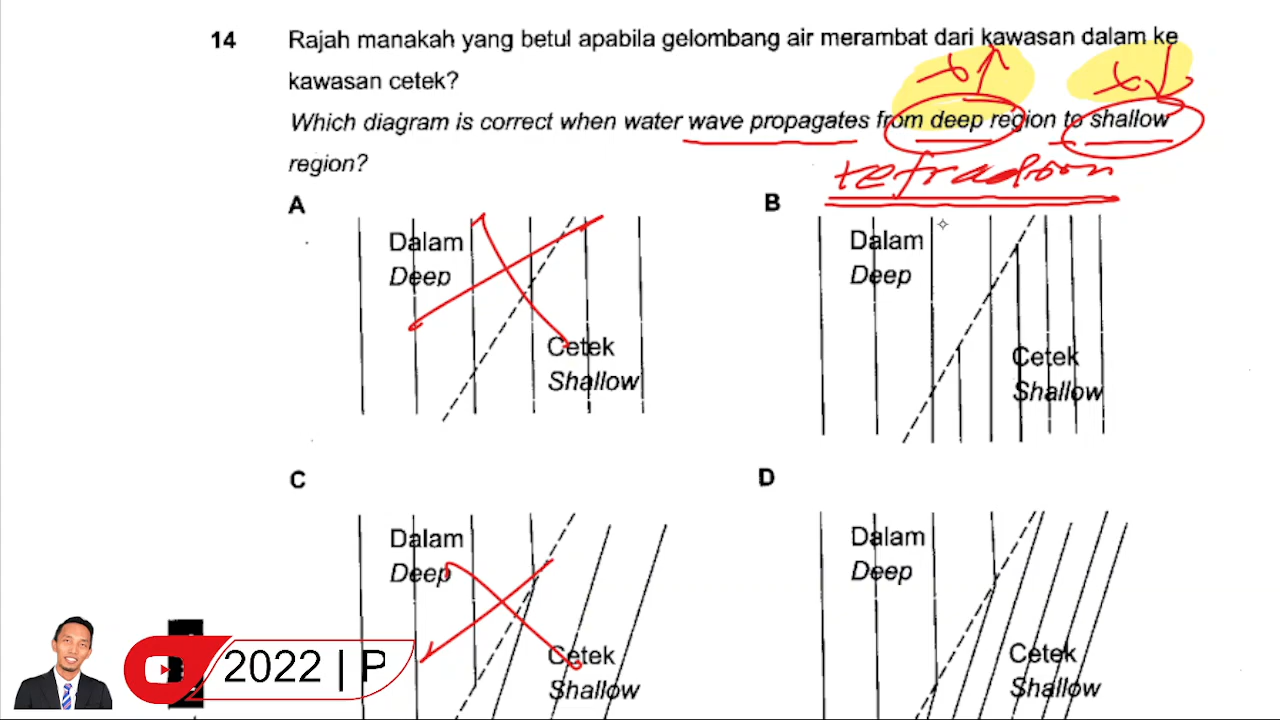 14 Rajah manakah yang betul apabila gelombang air merambat dari kawasan dalam ke
kawasan cetek?
Which diagram is correct when water wave propagates from deep region to shallow
region?
A
B
Dalam
Deep
Cetek
Shallow
Dalam
Deep
Cetek
Shallow
C
D
Dalam
Deep
Cetek
Shallow
Dalam
Deep
Cetek
Shallow
2022 | P